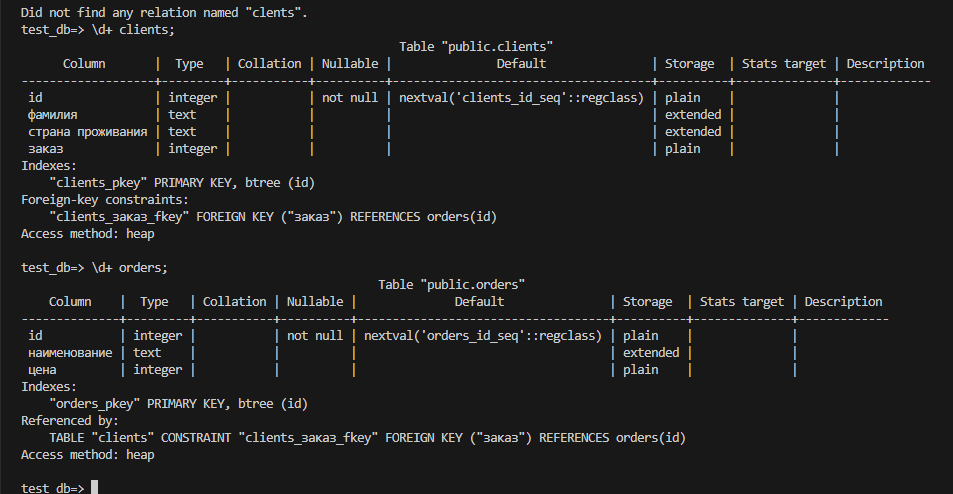 Did not find any relation named "clents".
test_db=> \d+ clients;
Table "public.clients"
Column | Type | Collation | Nullable | Default | Storage | Stats target | Description
-------------------+---------+-----------+----------+-------------------------------------+----------+--------------+-------------
id | integer | | not null | nextval('clients_id_seq'::regclass) | plain | |
фамилия | text | | | | extended | |
страна проживания | text | | | | extended | |
заказ | integer | | | | plain | |
Indexes:
"clients_pkey" PRIMARY KEY, btree (id)
Foreign-key constraints:
"clients_заказ_fkey" FOREIGN KEY ("заказ") REFERENCES orders(id)
Access method: heap
test_db=> \d+ orders;
Table "public.orders"
Column | Type | Collation | Nullable | Default | Storage | Stats target | Description
--------------+---------+-----------+----------+------------------------------------+----------+--------------+-------------
id | integer | | not null | nextval('orders_id_seq'::regclass) | plain | |
наименование | text | | | | extended | |
цена | integer | | | | plain | |
Indexes:
"orders_pkey" PRIMARY KEY, btree (id)
Referenced by:
TABLE "clients" CONSTRAINT "clients_заказ_fkey" FOREIGN KEY ("заказ") REFERENCES orders(id)
Access method: heap
test_db=>